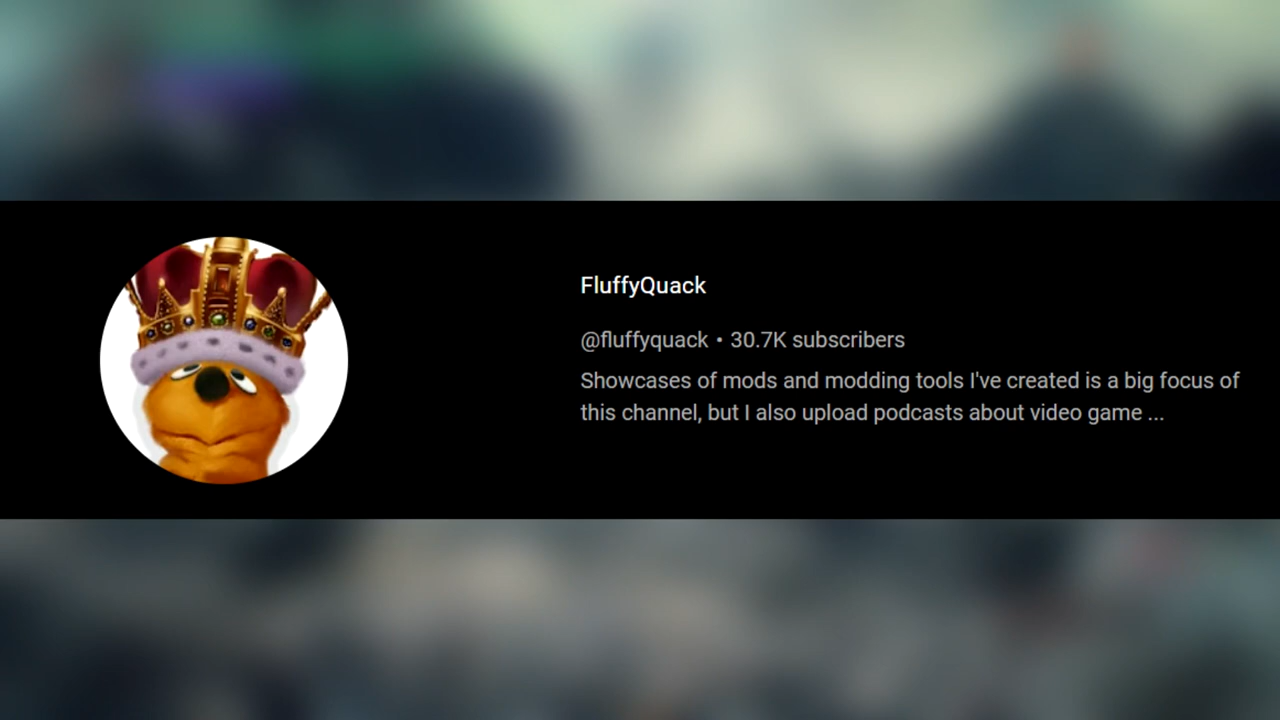 FluffyQuack
@fluffyquack • 30.7K subscribers
Showcases of mods and modding tools I've created is a big focus of
this channel, but I also upload podcasts about video game ...